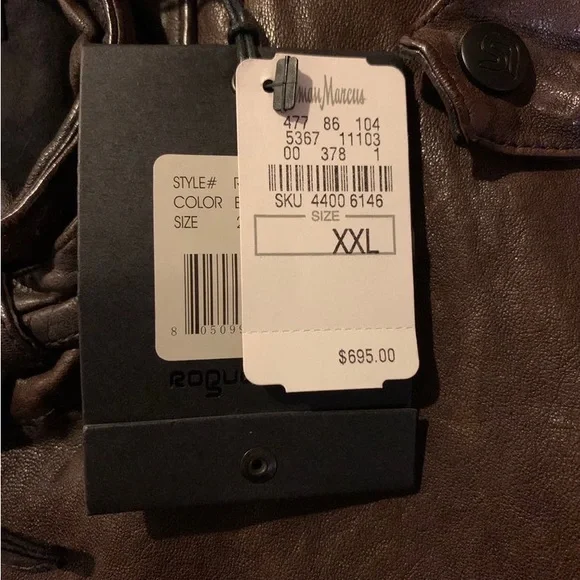 Marcus
477 86 104
5367 11103
00 378 1
SKU 4400 6146
SIZE
XXL
$695.00
STYLE#
COLOR
SIZE
8 05099